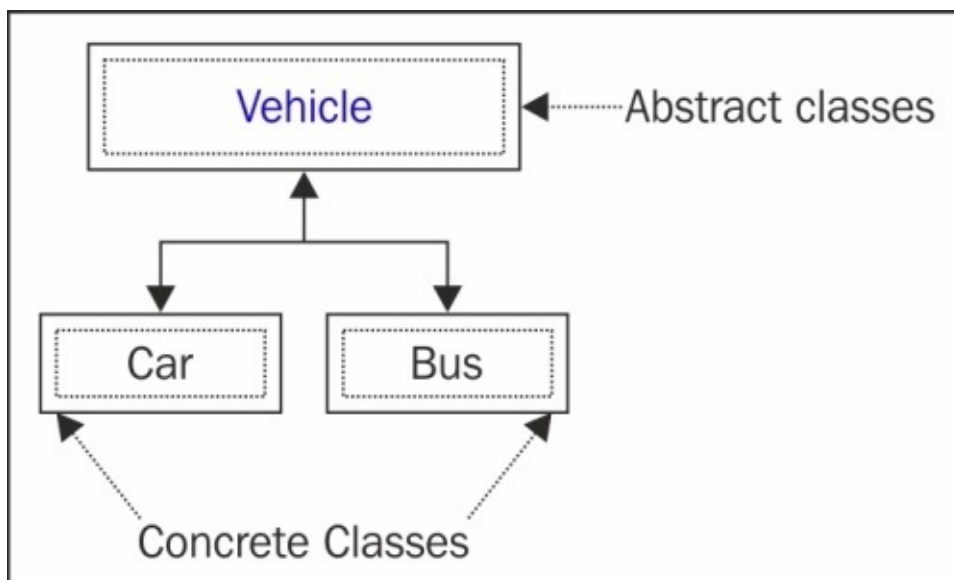 Vehicle
Abstract classes
Car
Bus
Concrete Classes